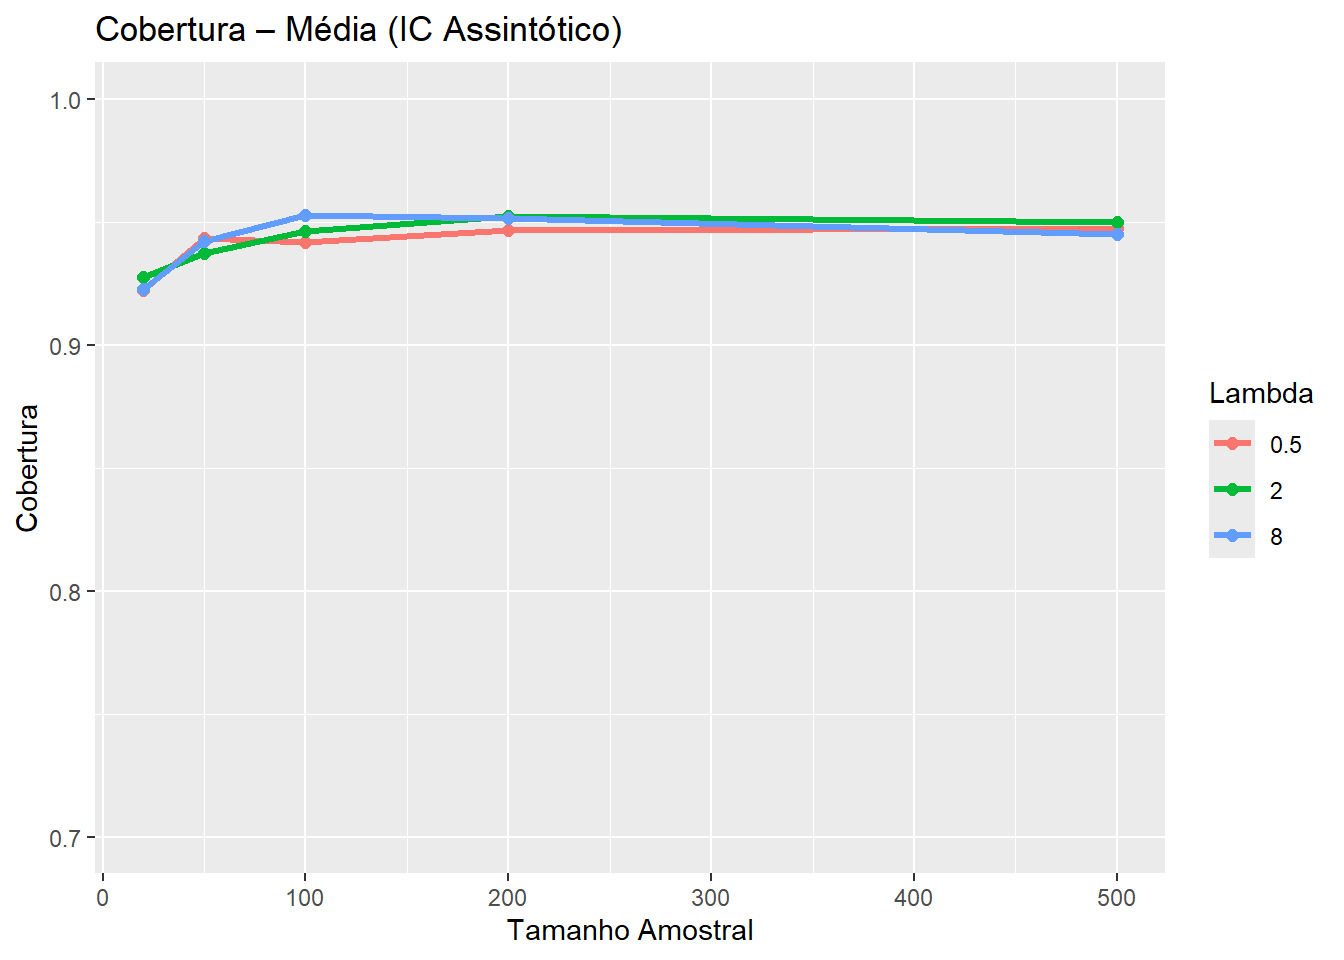 Cobertura – Média (IC Assintótico)
1.0
0.9
0.8
0.7
Cobertura
0 100 200 300 400 500
Tamanho Amostral
Lambda
0.5
2
8